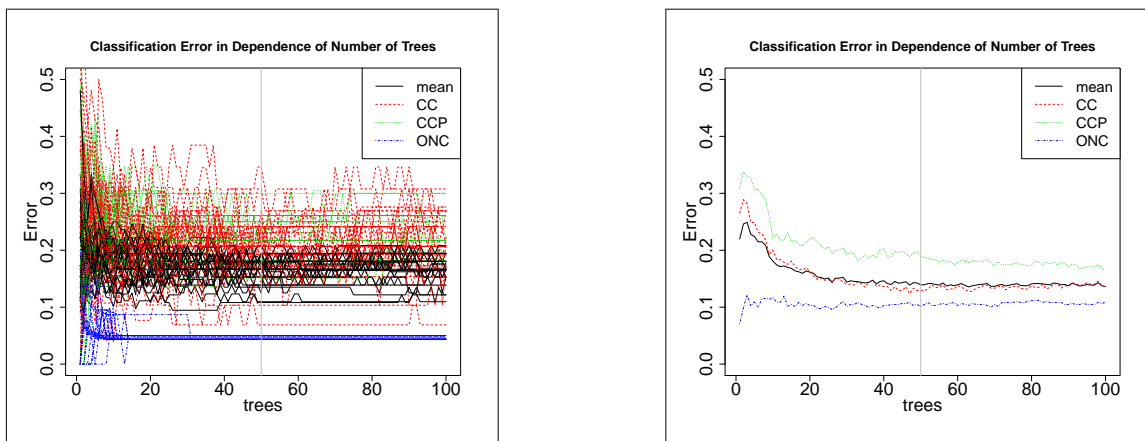 Classification Error in Dependence of Number of Trees
Error
0.0 0.1 0.2 0.3 0.4 0.5
mean
CC
CCP
ONC
0 20 40 60 80 100
trees
Classification Error in Dependence of Number of Trees
Error
0.0 0.1 0.2 0.3 0.4 0.5
mean
CC
CCP
ONC
0 20 40 60 80 100
trees